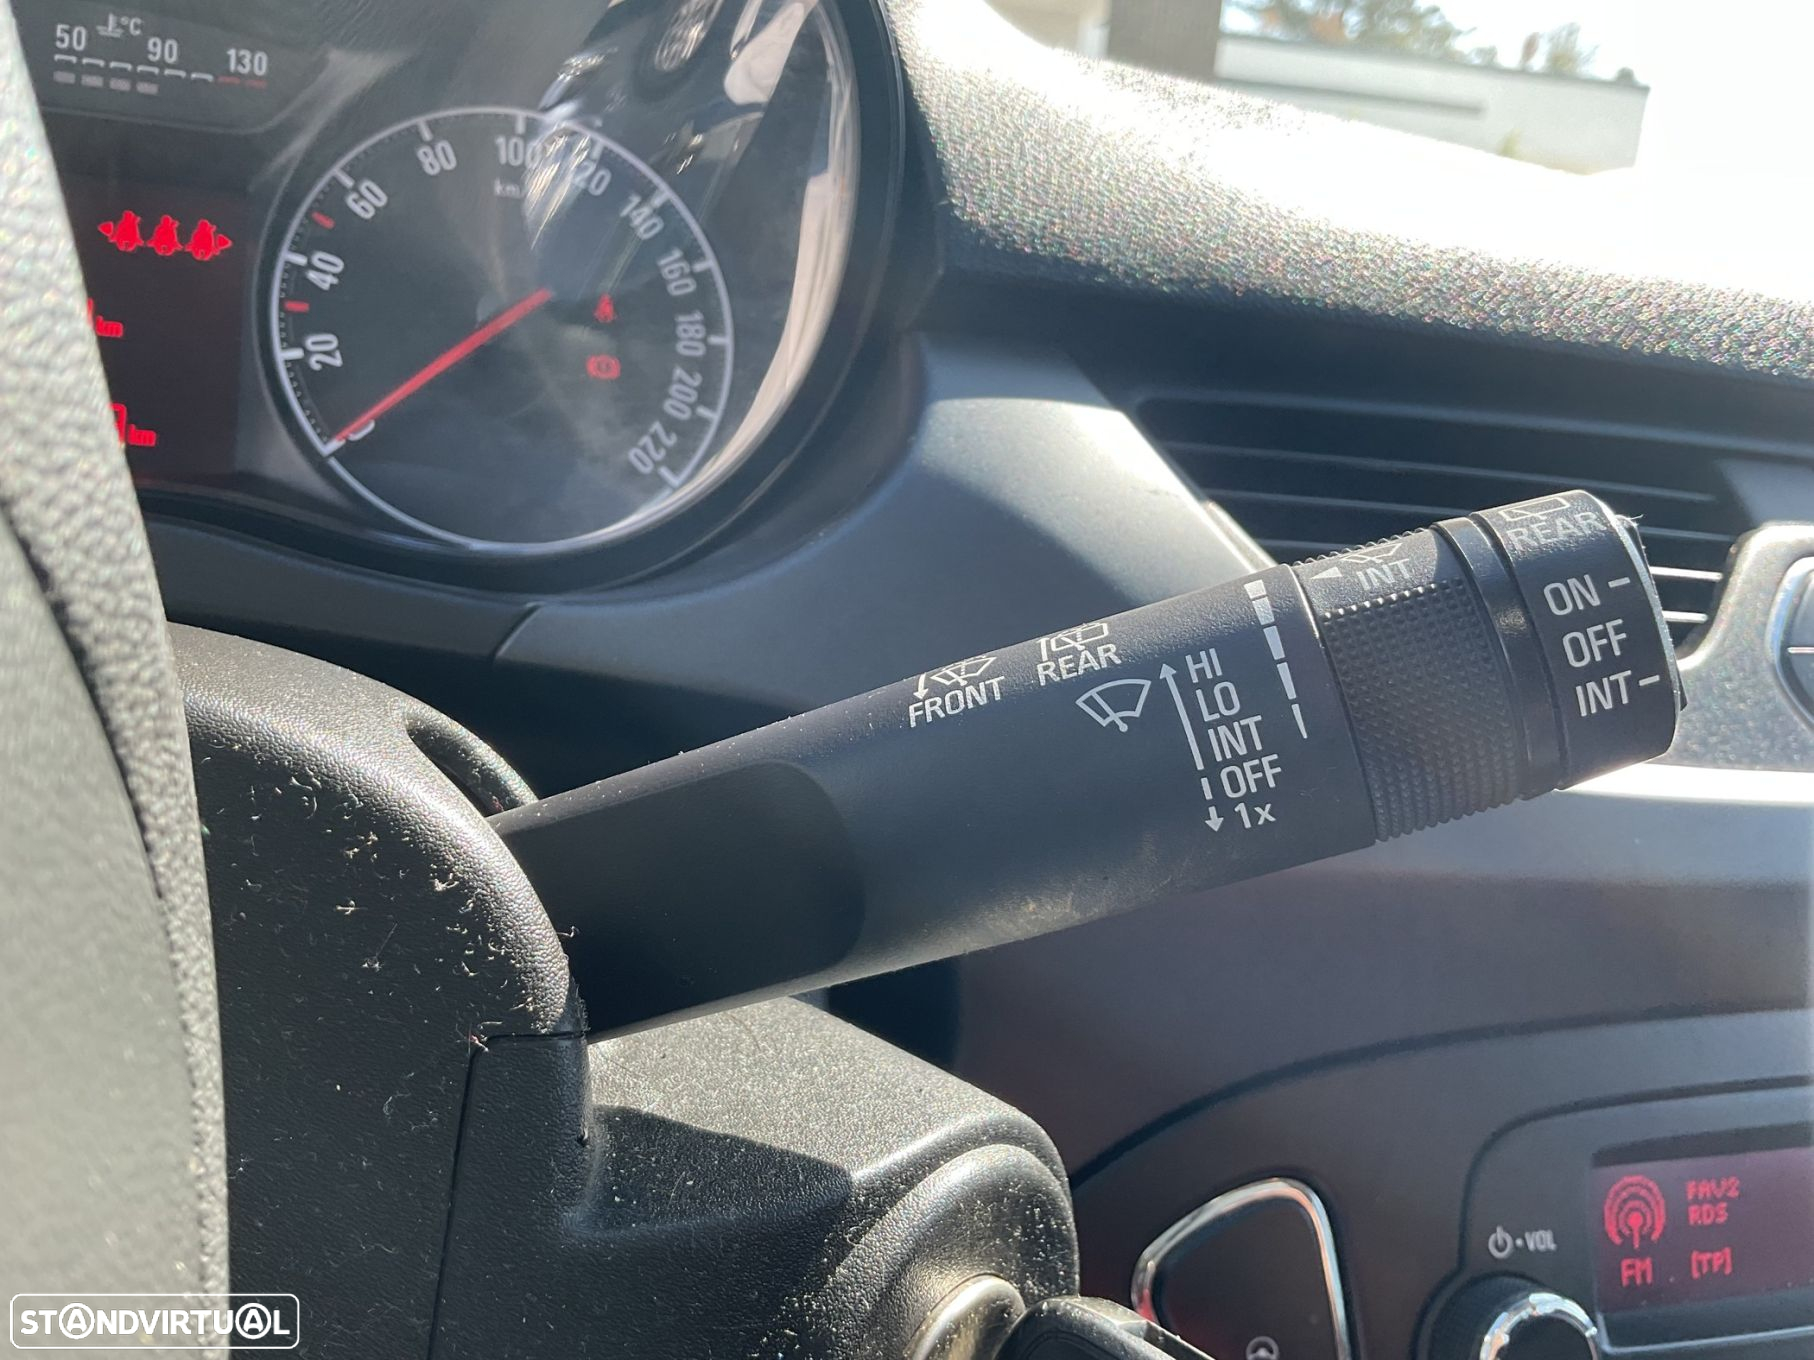 50 °C 90 130
20
40
60
80
100
120
140
160
180
200
220
km
km
INT
REAR
ON
OFF
INT
FRONT
REAR
HI
LO
INT
OFF
1x
VOL
FAV2
RDS
FM [TP]
STANDVIRTUAL